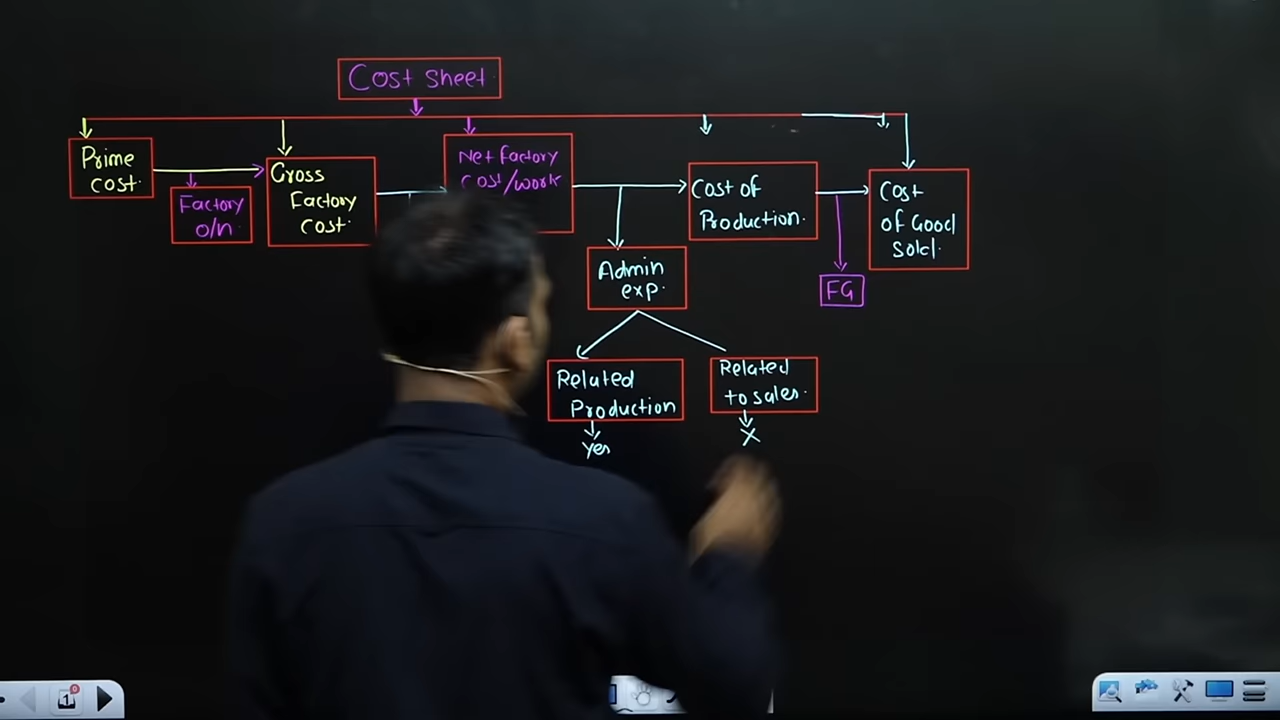 Cost sheet.
Prime
cost.
Factory
o/h.
Gross
Factory
cost.
Net factory
cost/work
Cost of
Production.
Cost
of Good
sold.
Admin
exp.
FG
Related
Production
Related
to sales.
Yes
X
1